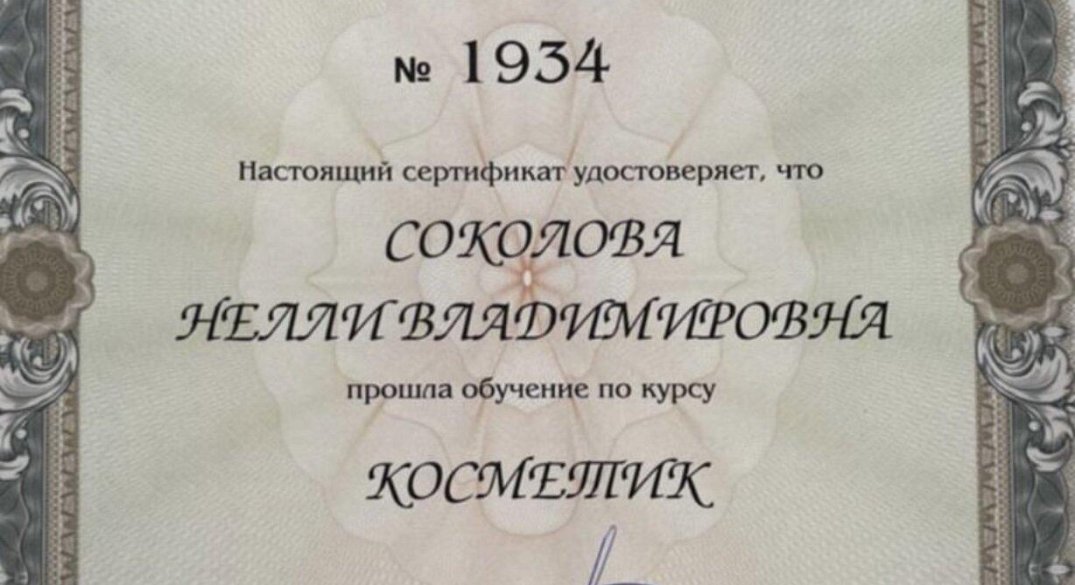 № 1934
Настоящий сертификат удостоверяет, что
СОКОЛОВА
НЕЛЛИ ВЛАДИМИРОВНА
прошла обучение по курсу
КОСМЕТИК